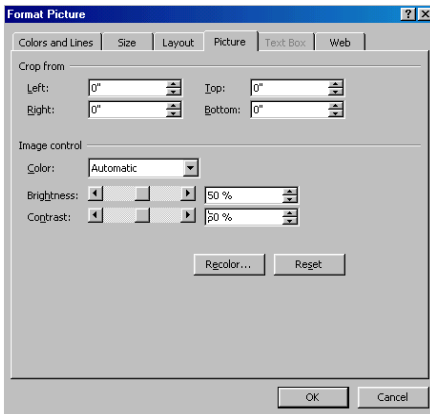 Format Picture
Colors and Lines Size Layout Picture Text Box Web
Crop from
Left: 0" Top: 0"
Right: 0" Bottom: 0"
Image control
Color: Automatic
Brightness: 50 %
Contrast: 50 %
Recolor... Reset
OK Cancel